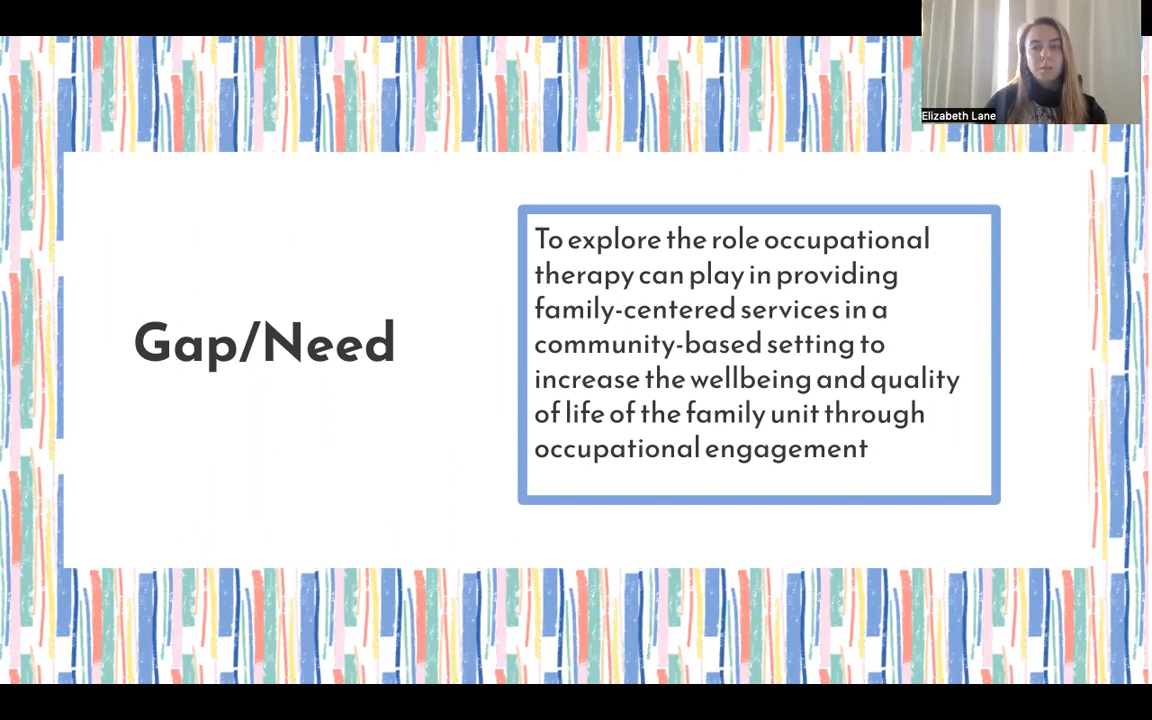 Elizabeth Lane
Gap/Need
To explore the role occupational
therapy can play in providing
family-centered services in a
community-based setting to
increase the wellbeing and quality
of life of the family unit through
occupational engagement